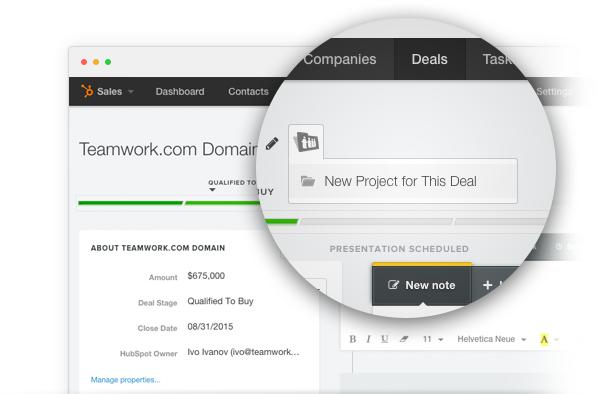 Companies Deals Task
Sales Dashboard Contacts Settings
Teamwork.com Domain
New Project for This Deal
QUALIFIED TO
BUY
PRESENTATION SCHEDULED
ABOUT TEAMWORK.COM DOMAIN
New note
Amount $675,000
Deal Stage Qualified To Buy
Close Date 08/31/2015
HubSpot Owner Ivo Ivanov (ivo@teamwork...
B I U 11 Helvetica Neue A
Manage properties...